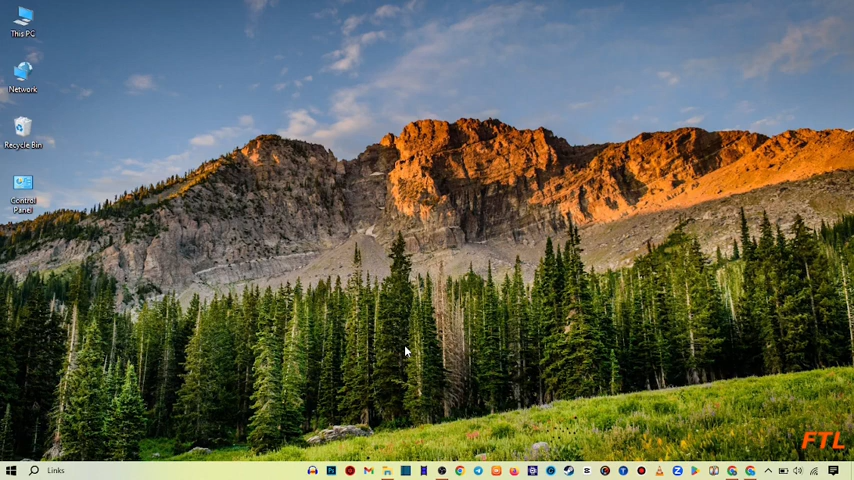 This PC
Network
Recycle Bin
Control
Panel
FTL
Links